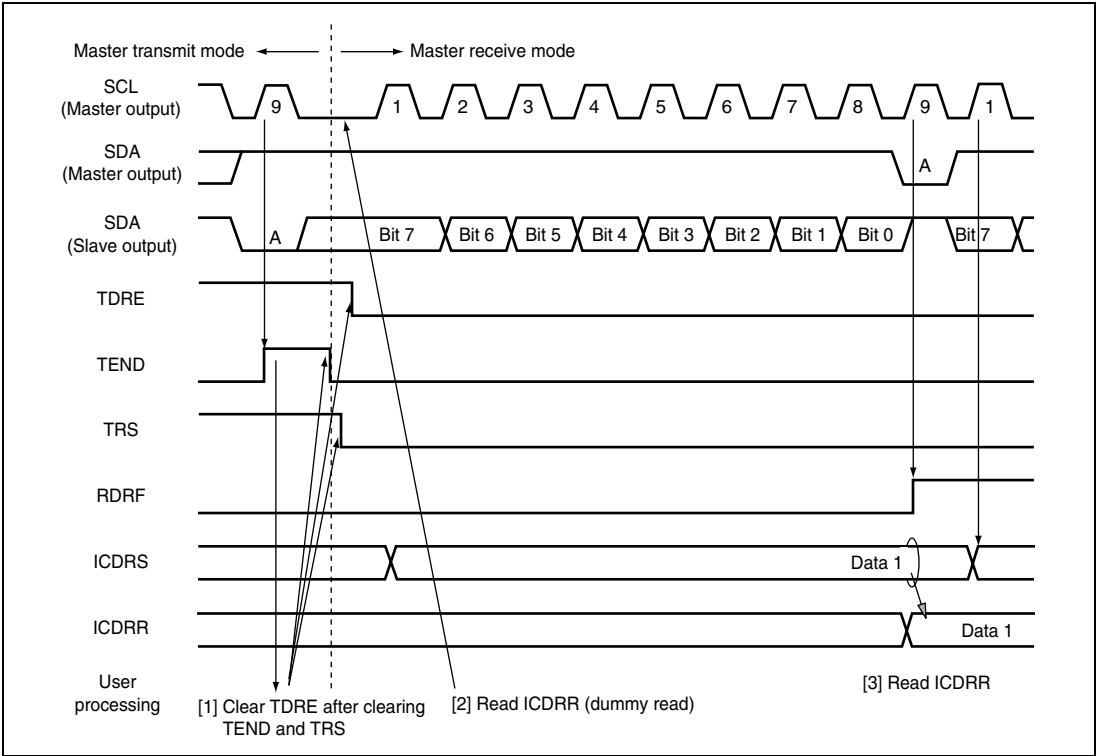 Master transmit mode Master receive mode
SCL
(Master output)
9 1 2 3 4 5 6 7 8 9 1
SDA
(Master output)
A
SDA
(Slave output)
A Bit 7 Bit 6 Bit 5 Bit 4 Bit 3 Bit 2 Bit 1 Bit 0 Bit 7
TDRE
TEND
TRS
RDRF
ICDRS Data 1
ICDRR Data 1
User
processing
[1] Clear TDRE after clearing
TEND and TRS
[2] Read ICDRR (dummy read)
[3] Read ICDRR